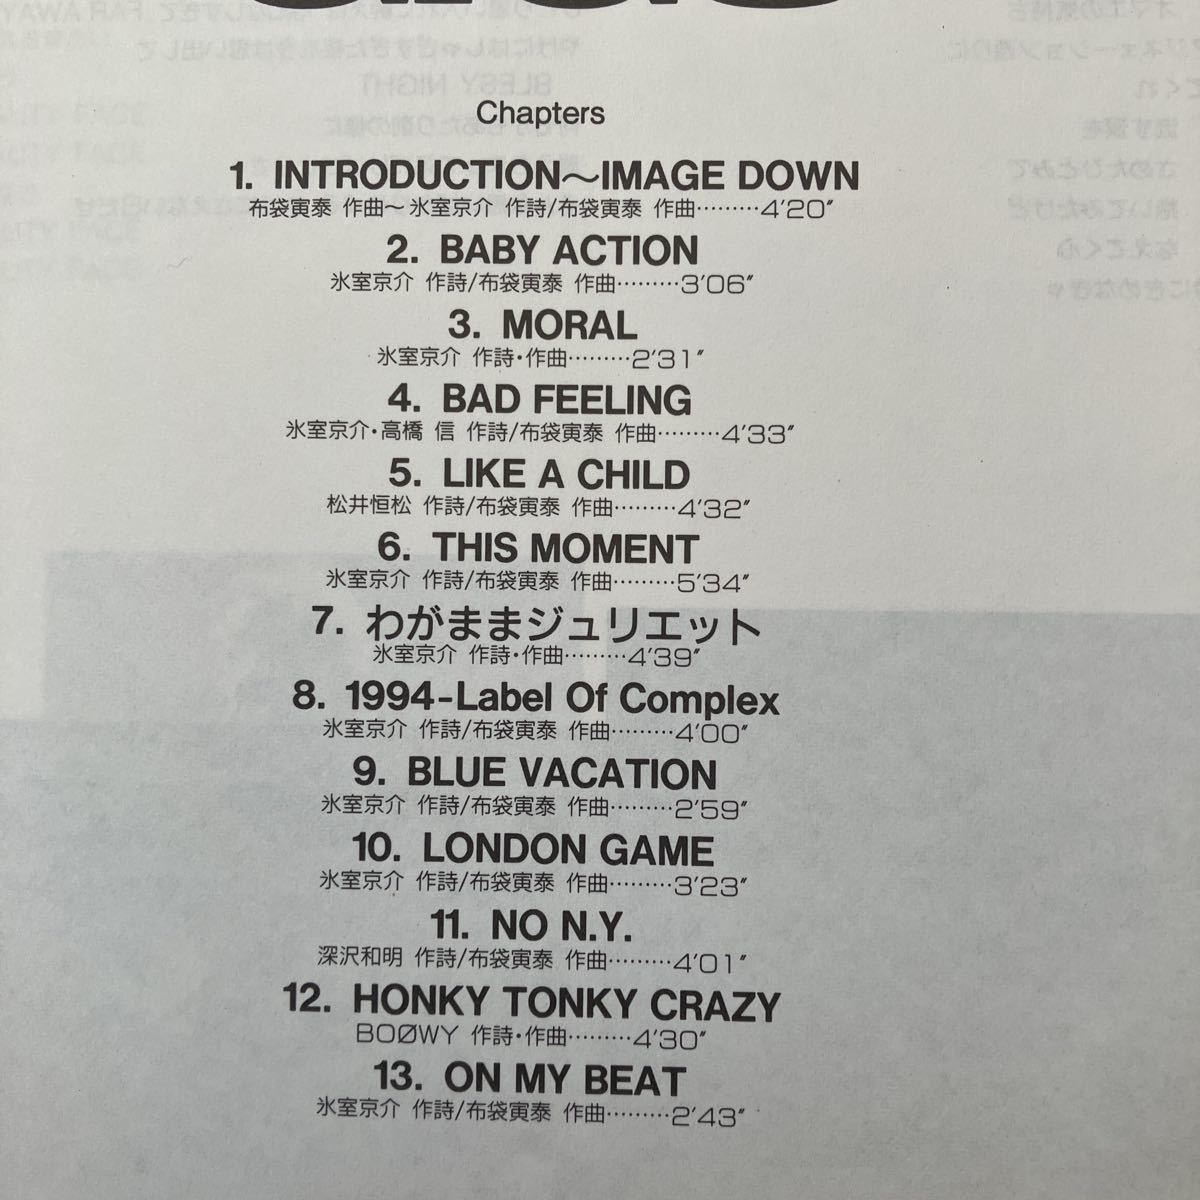 Chapters
1. INTRODUCTION～IMAGE DOWN
布袋寅泰 作曲～氷室京介 作詩/布袋寅泰 作曲………4'20"
2. BABY ACTION
氷室京介 作詩/布袋寅泰 作曲………3'06"
3. MORAL
氷室京介 作詩・作曲………2'31"
4. BAD FEELING
氷室京介・高橋 信 作詩/布袋寅泰 作曲………4'33"
5. LIKE A CHILD
松井恒松 作詩/布袋寅泰 作曲………4'32"
6. THIS MOMENT
氷室京介 作詩/布袋寅泰 作曲………5'34"
7. わがままジュリエット
氷室京介 作詩・作曲………4'39"
8. 1994-Label Of Complex
氷室京介 作詩/布袋寅泰 作曲………4'00"
9. BLUE VACATION
氷室京介 作詩/布袋寅泰 作曲………2'59"
10. LONDON GAME
氷室京介 作詩/布袋寅泰 作曲………3'23"
11. NO N.Y.
深沢和明 作詩/布袋寅泰 作曲………4'01"
12. HONKY TONKY CRAZY
BOØWY 作詩・作曲………4'30"
13. ON MY BEAT
氷室京介 作詩/布袋寅泰 作曲………2'43"